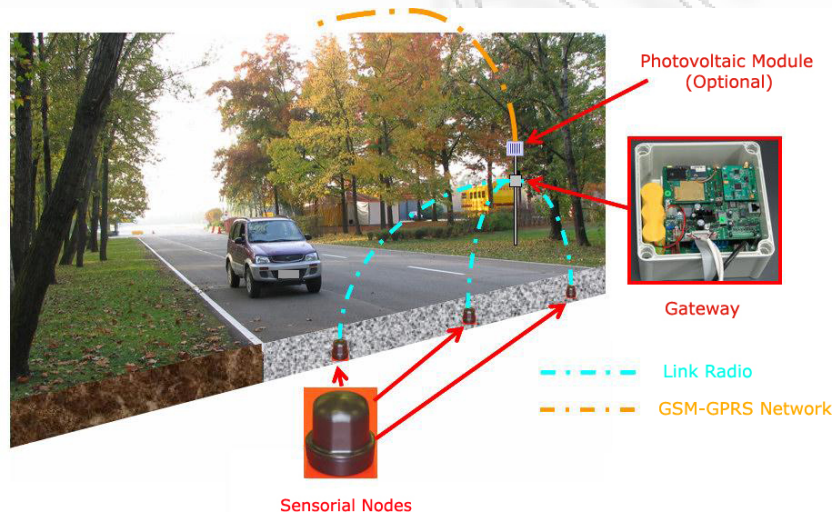 Photovoltaic Module
(Optional)
Gateway
Link Radio
GSM-GPRS Network
Sensorial Nodes